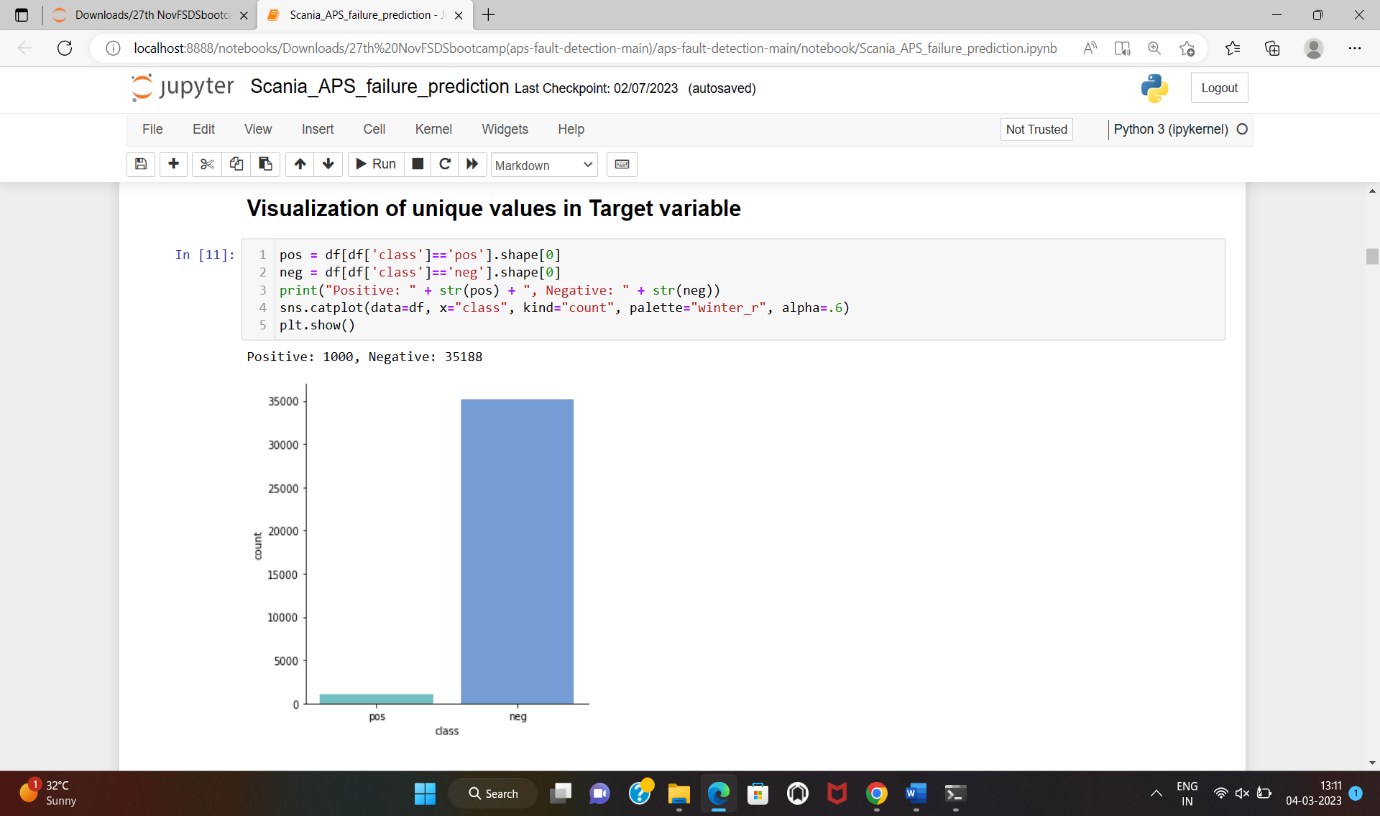 Downloads/27th NovFSDSbootca
Scania_APS_failure_prediction - J
localhost:8888/notebooks/Downloads/27th%20NovFSDSbootcamp(aps-fault-detection-main)/aps-fault-detection-main/notebook/Scania_APS_failure_prediction.ipynb
jupyter Scania_APS_failure_prediction Last Checkpoint: 02/07/2023 (autosaved)
Logout
File Edit View Insert Cell Kernel Widgets Help
Not Trusted
Python 3 (ipykernel)
Run
Markdown
Visualization of unique values in Target variable
In [11]:
1 pos = df[df['class']=='pos'].shape[0]
2 neg = df[df['class']=='neg'].shape[0]
3 print("Positive: " + str(pos) + ", Negative: " + str(neg))
4 sns.catplot(data=df, x="class", kind="count", palette="winter_r", alpha=.6)
5 plt.show()
Positive: 1000, Negative: 35188
35000
30000
25000
20000
15000
10000
5000
0
count
pos
neg
class
1
32°C
Sunny
Search
ENG
IN
13:11
04-03-2023
1